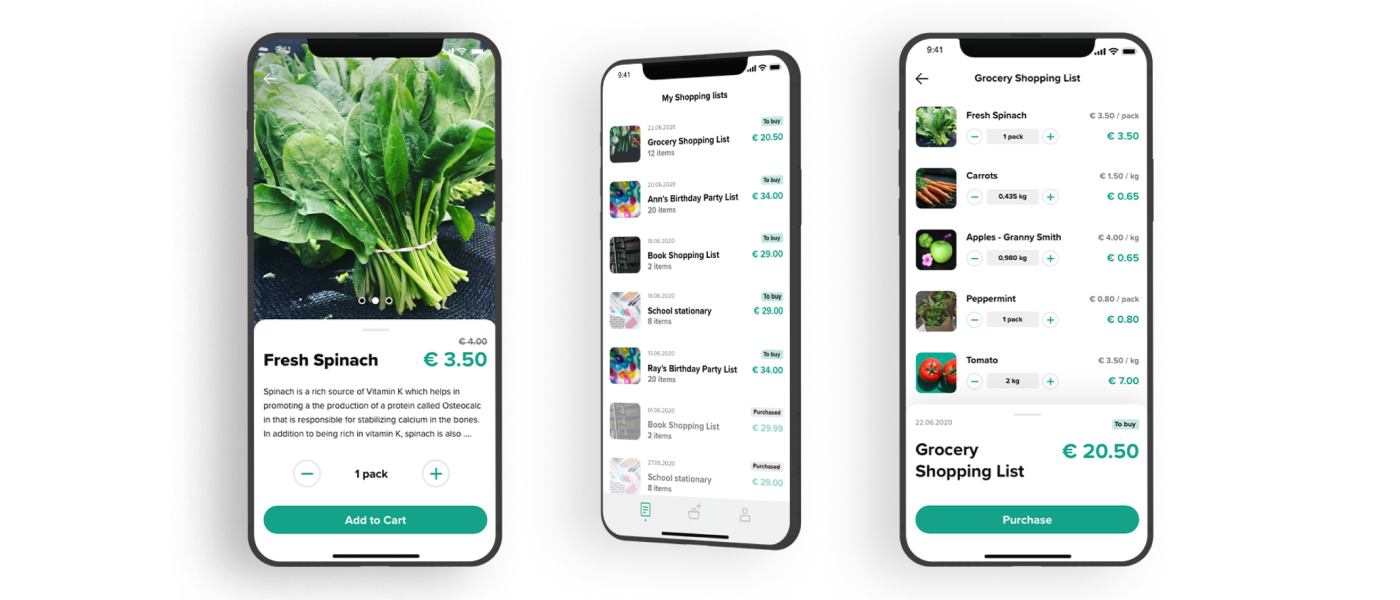 9:41
€ 4.00
Fresh Spinach
€ 3.50
Spinach is a rich source of Vitamin K which helps in
promoting a the production of a protein called Osteocalc
in that is responsible for stabilizing calcium in the bones.
In addition to being rich in vitamin K, spinach is also ....
1 pack
Add to Cart
9:41
My Shopping lists
22.06.2020
To buy
Grocery Shopping List
€ 20.50
12 items
20.06.2020
To buy
Ann's Birthday Party List
€ 34.00
20 items
18.06.2020
To buy
Book Shopping List
€ 29.00
2 items
18.06.2020
To buy
School stationary
€ 29.00
8 items
10.06.2020
To buy
Ray's Birthday Party List
€ 34.00
20 items
01.06.2020
Purchased
Book Shopping List
€ 29.99
2 items
27.05.2020
Purchased
School stationary
€ 29.00
8 items
9:41
Grocery Shopping List
Fresh Spinach
€ 3.50 / pack
1 pack
€ 3.50
Carrots
€ 1.50 / kg
0,435 kg
€ 0.65
Apples - Granny Smith
€ 4.00 / kg
0,980 kg
€ 0.65
Peppermint
€ 0.80 / pack
1 pack
€ 0.80
Tomato
€ 3.50 / kg
2 kg
€ 7.00
22.06.2020
To buy
Grocery
Shopping List
€ 20.50
Purchase